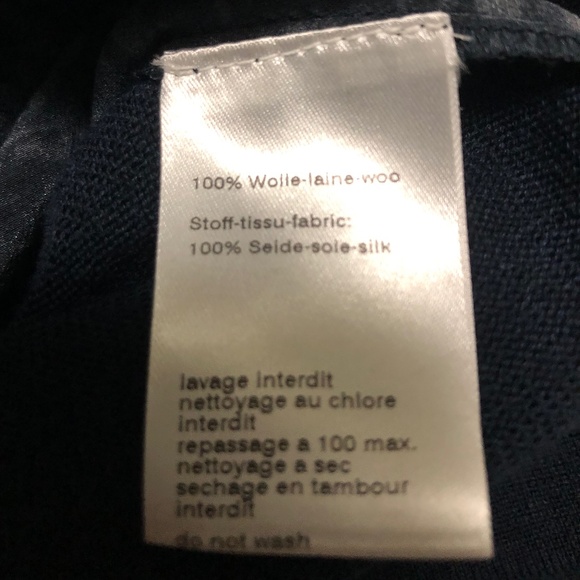 100% Wolle-laine-woo
Stoff-tissu-fabric:
100% Seide-soie-silk
lavage interdit
nettoyage au chlore
interdit
repassage a 100 max.
nettoyage a sec
sechage en tambour
interdit
do not wash